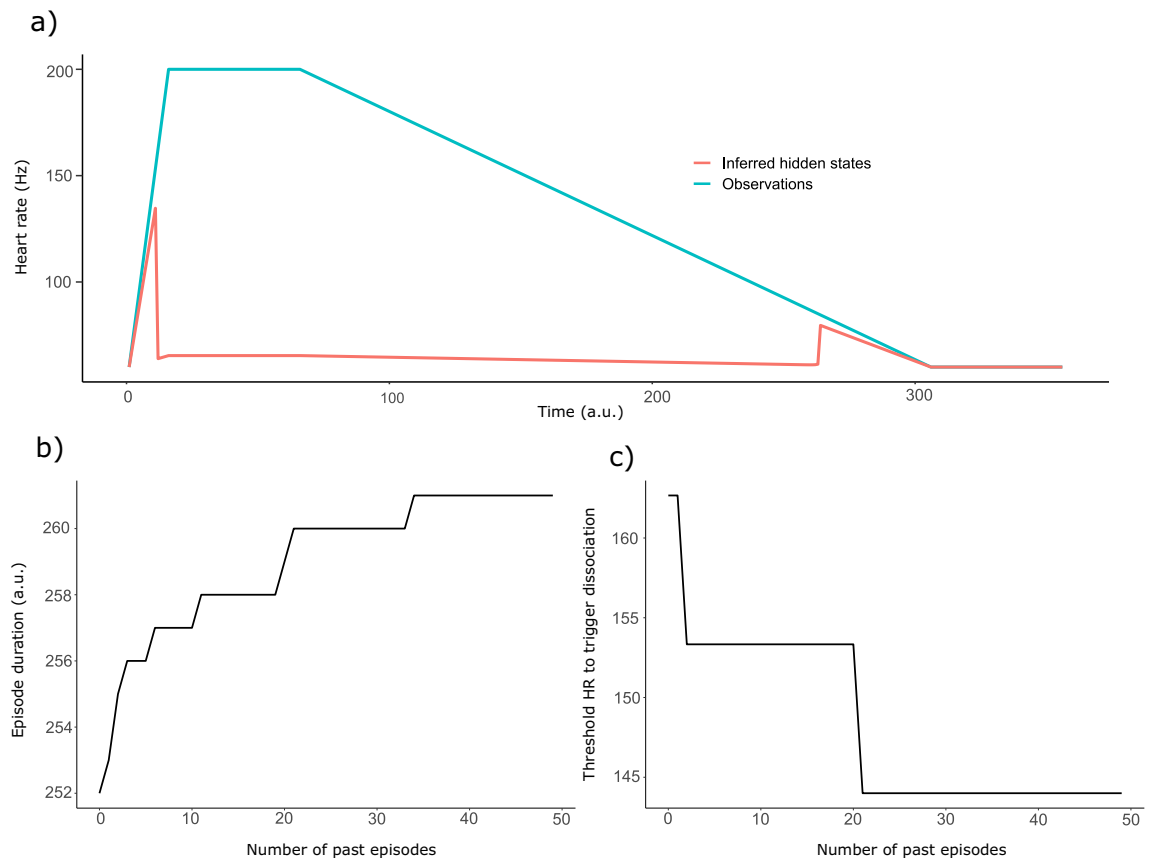 a)
Heart rate (Hz)
200
150
100
Inferred hidden states
Observations
0
100
200
300
Time (a.u.)
b)
Episode duration (a.u.)
260
258
256
254
252
0
10
20
30
40
50
Number of past episodes
c)
Threshold HR to trigger dissociation
160
155
150
145
0
10
20
30
40
50
Number of past episodes